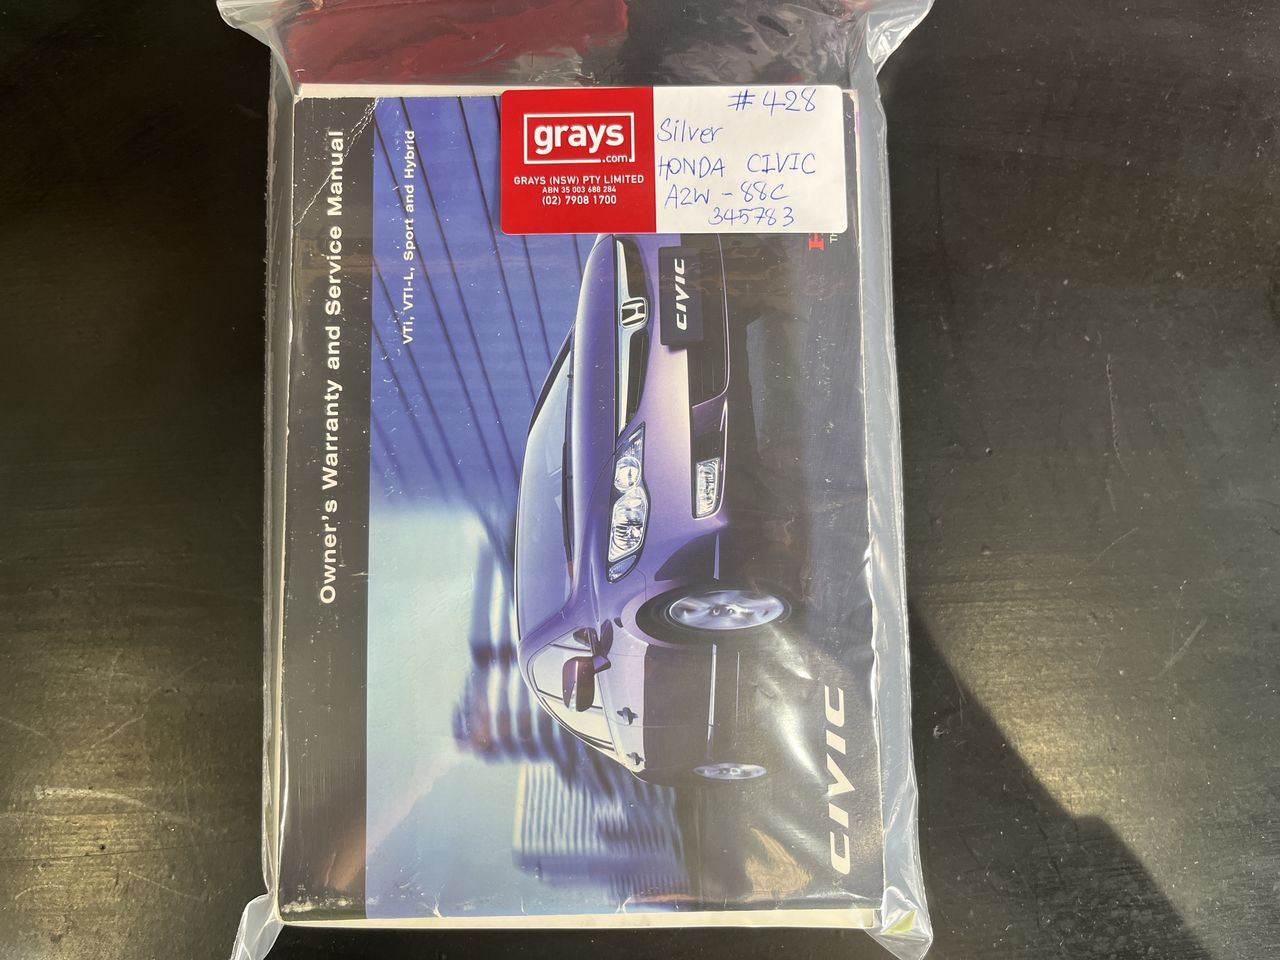 grays
.com
GRAYS (NSW) PTY LIMITED
ABN 35 003 688 284
(02) 7908 1700
#428
Silver
HONDA CIVIC
A2W-88C
345783
Owner's Warranty and Service Manual
VTi, VTi-L, Sport and Hybrid
CIVIC
CIVIC